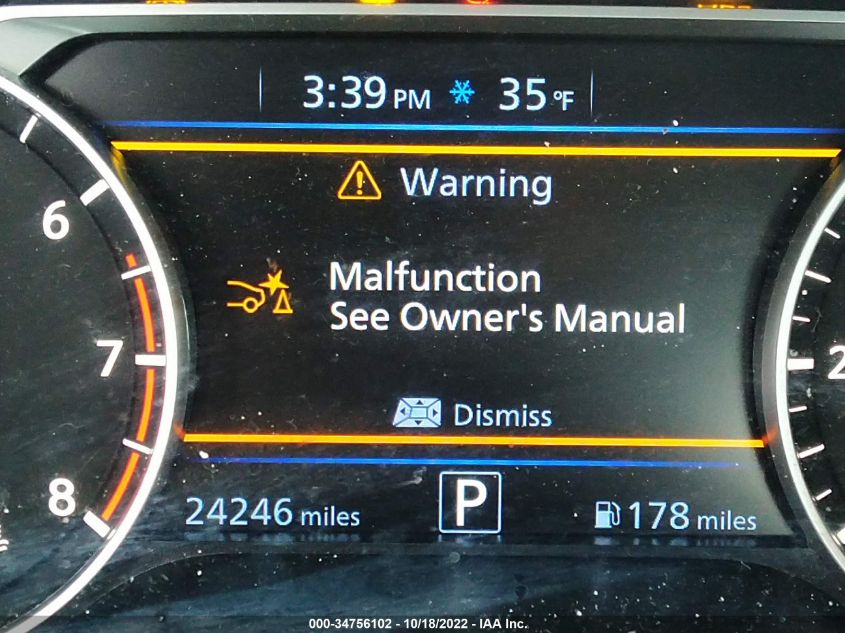 3:39 PM 35 °F
Warning
6
Malfunction
See Owner's Manual
7
2
Dismiss
8
24246 miles P 178 miles
000-34756102 - 10/18/2022 - IAA Inc.